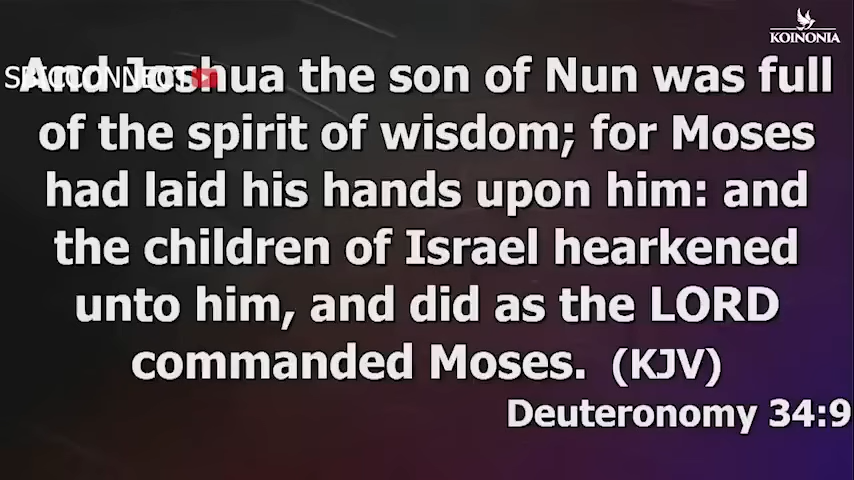 KOINONIA
And Joshua the son of Nun was full
of the spirit of wisdom; for Moses
had laid his hands upon him: and
the children of Israel hearkened
unto him, and did as the LORD
commanded Moses. (KJV)
Deuteronomy 34:9